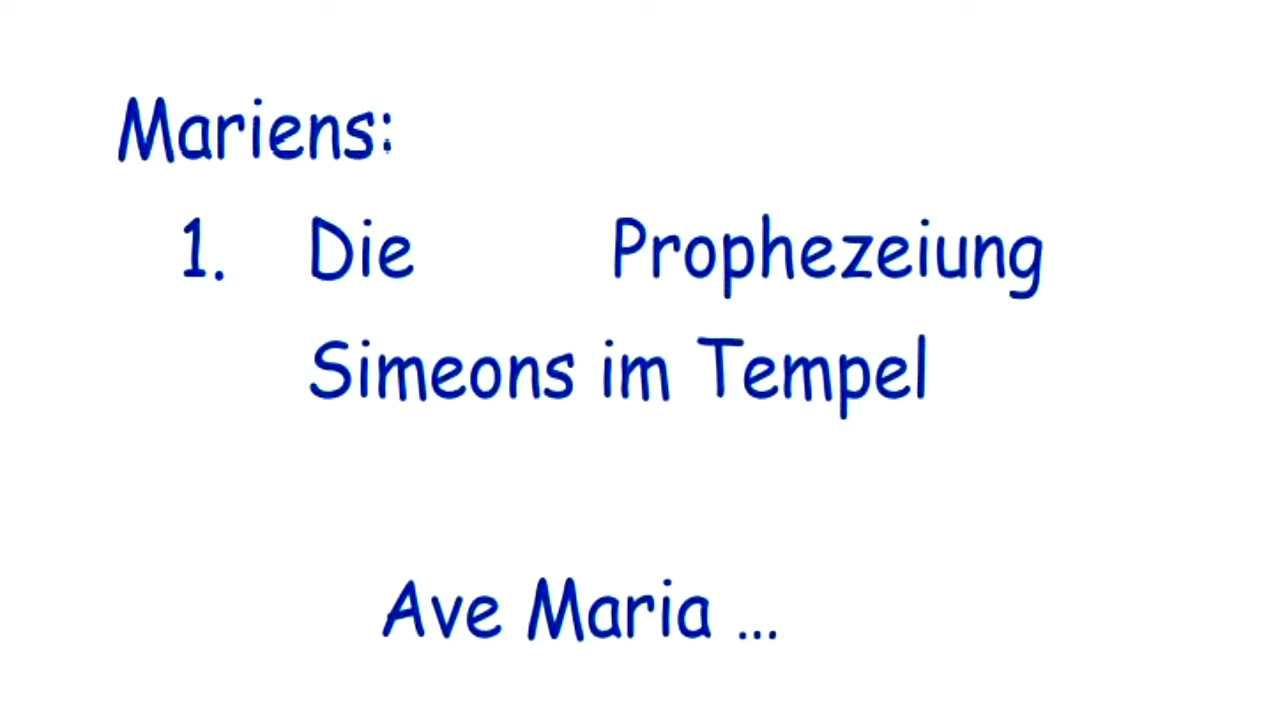 Mariens:
1. Die Prophezeiung
Simeons im Tempel
Ave Maria ...